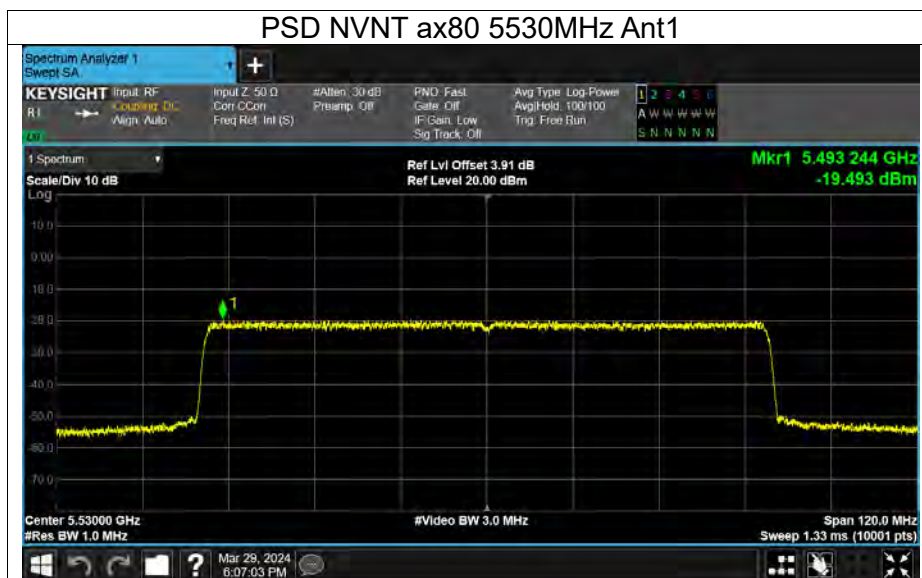 PSD NVNT ax80 5530MHz Ant1
Spectrum Analyzer 1
Swept SA
+
KEYSIGHT Input: RF
Coupling: DC
Align: Auto
Input Z: 50 Ω
Corr CCorr
Freq Ref: Int (S)
#Atten: 30 dB
Preamp: Off
PNO: Fast
Gate: Off
IF Gain: Low
Sig Track: Off
Avg Type: Log-Power
Avg|Hold: 100/100
Trig: Free Run
1 2 3 4 5 6
A W W W W W
S N N N N N
1 Spectrum
Scale/Div 10 dB
Ref Lvl Offset 3.91 dB
Ref Level 20.00 dBm
Mkr1 5.493 244 GHz
-19.493 dBm
Log
10.0
0.00
-10.0
-20.0
-30.0
-40.0
-50.0
-60.0
-70.0
1
Center 5.53000 GHz
#Res BW 1.0 MHz
#Video BW 3.0 MHz
Span 120.0 MHz
Sweep 1.33 ms (10001 pts)
?
Mar 29, 2024
6:07:03 PM